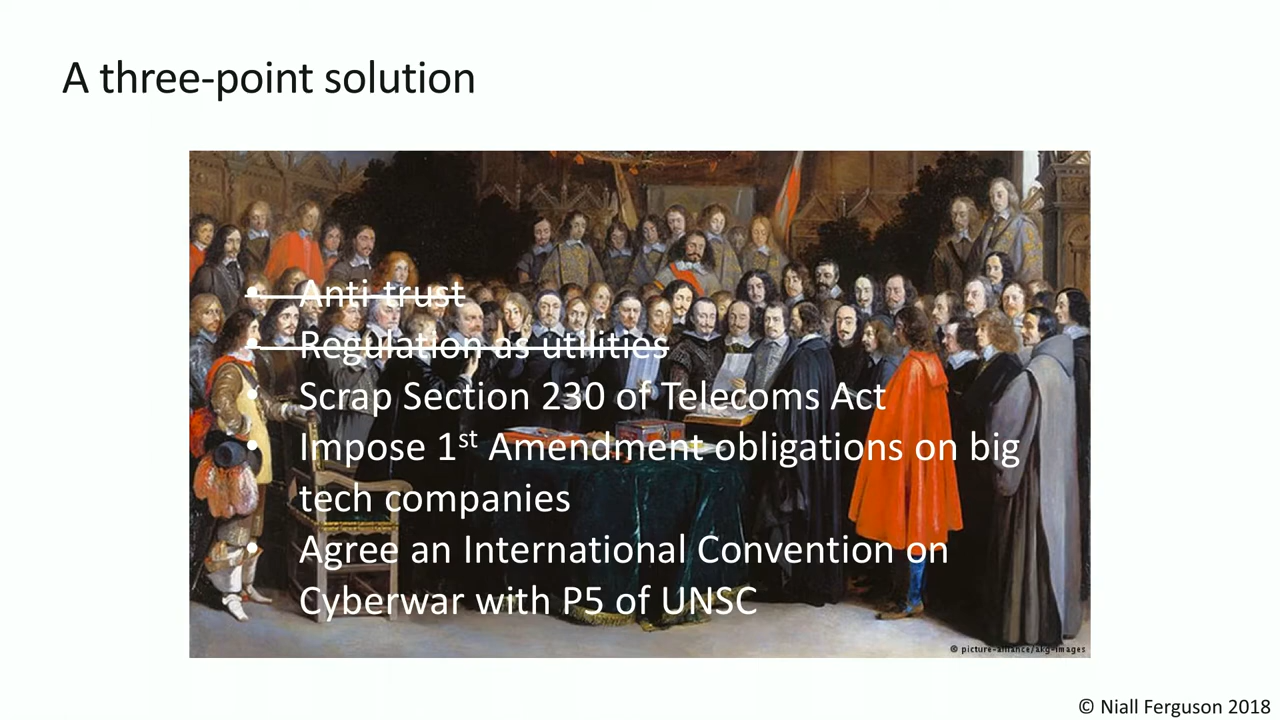 A three-point solution
• Anti-trust
• Regulation as utilities
• Scrap Section 230 of Telecoms Act
• Impose 1st Amendment obligations on big
tech companies
• Agree an International Convention on
Cyberwar with P5 of UNSC
© picture-alliance/akg-images
© Niall Ferguson 2018